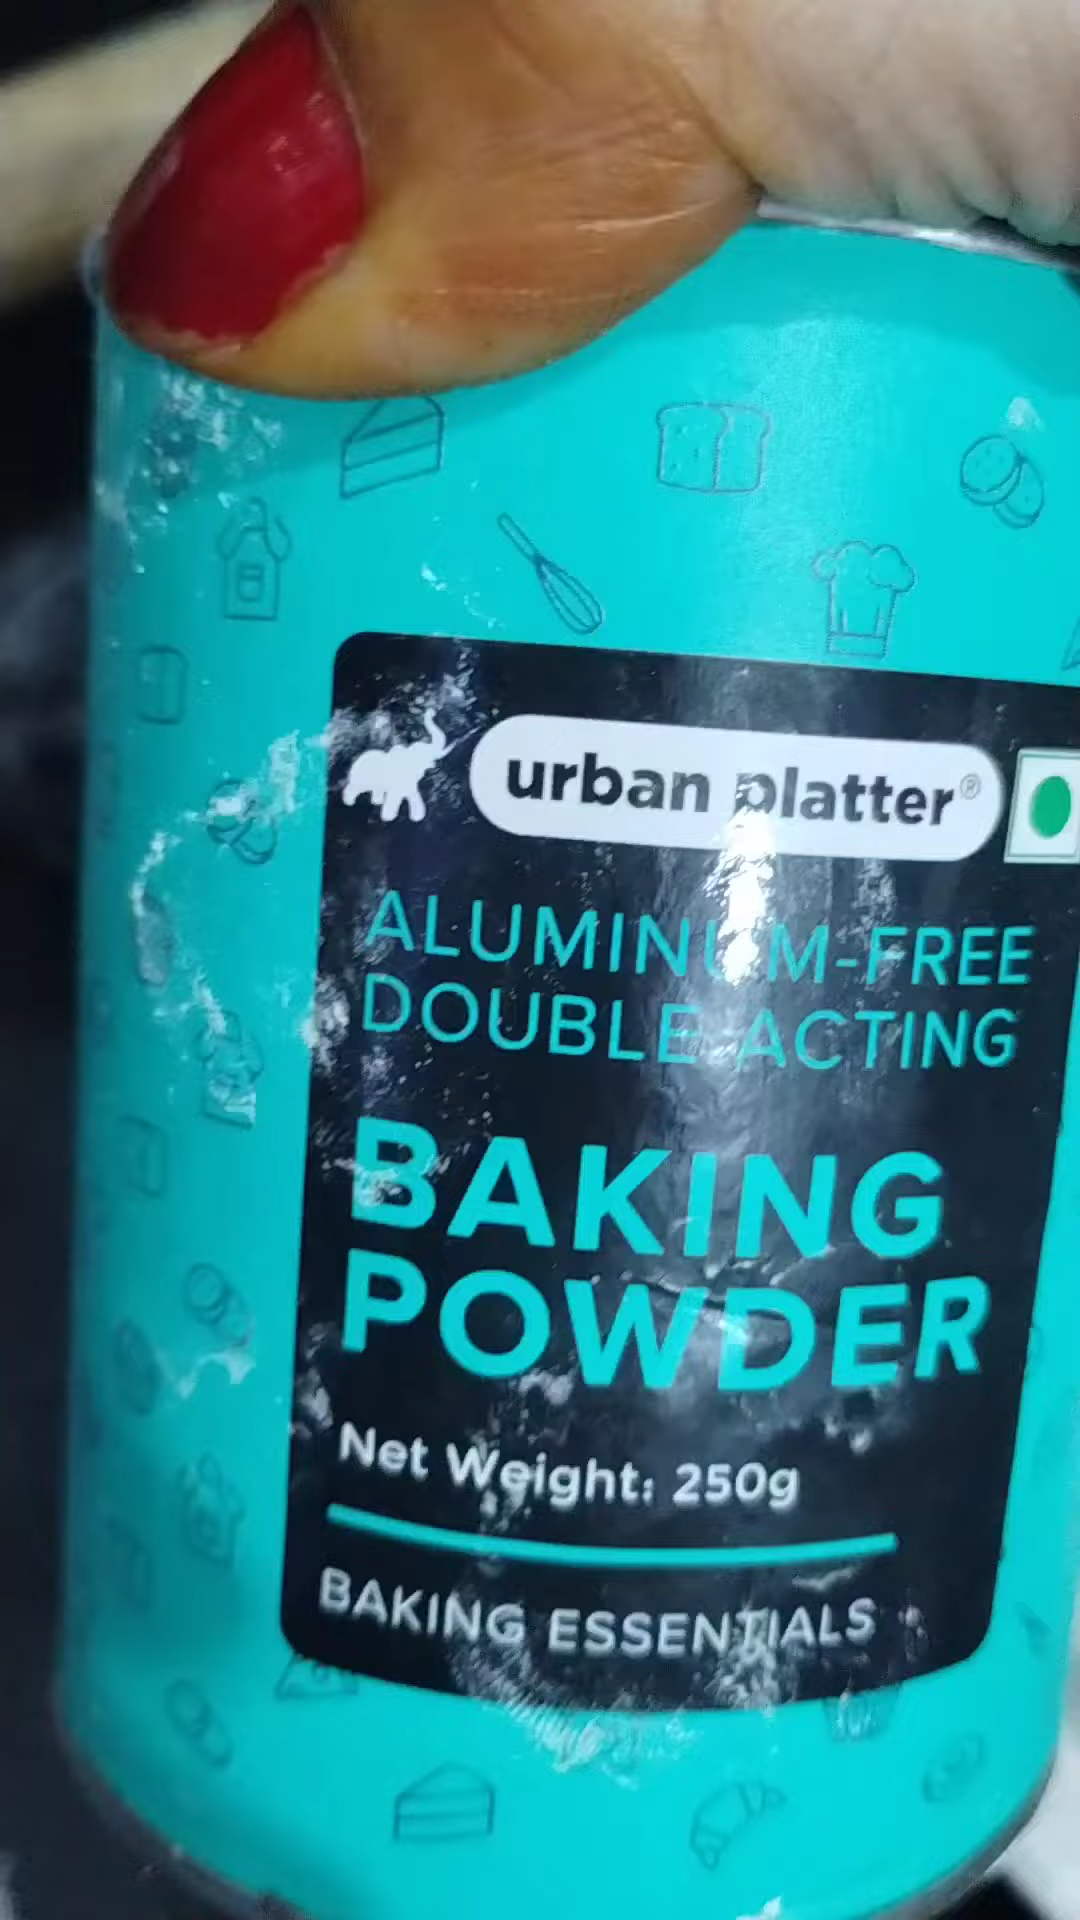 urban platter®
ALUMINUM-FREE
DOUBLE ACTING
BAKING
POWDER
Net Weight: 250g
BAKING ESSENTIALS